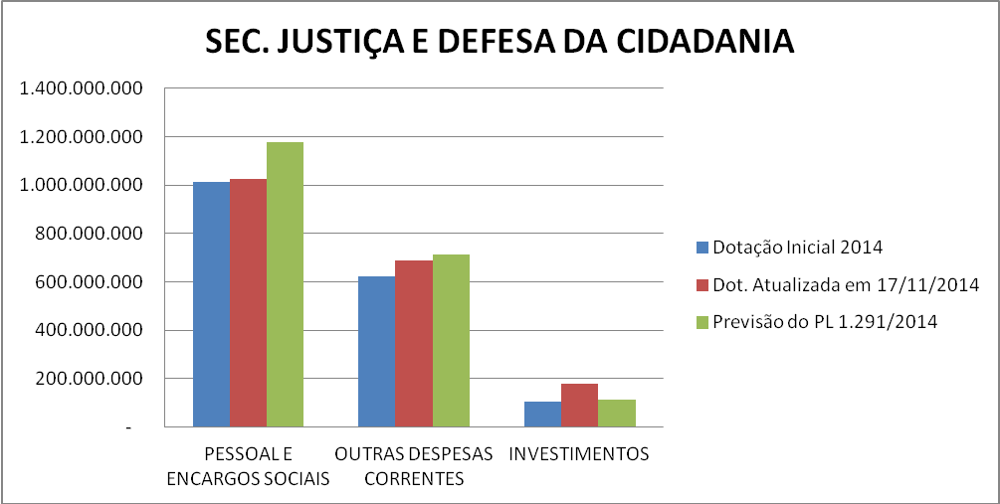 SEC. JUSTIÇA E DEFESA DA CIDADANIA
1.400.000.000
1.200.000.000
1.000.000.000
800.000.000
600.000.000
400.000.000
200.000.000
-
PESSOAL E
ENCARGOS SOCIAIS
OUTRAS DESPESAS
CORRENTES
INVESTIMENTOS
Dotação Inicial 2014
Dot. Atualizada em 17/11/2014
Previsão do PL 1.291/2014